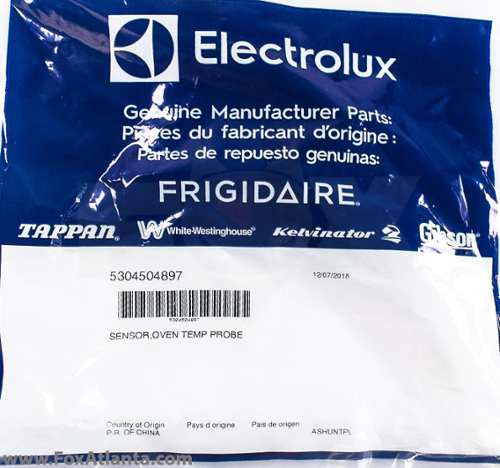 Electrolux
Genuine Manufacturer Parts:
Pièces du fabricant d'origine:
Partes de repuesto genuinas:
FRIGIDAIRE
TAPPAN White-Westinghouse Kelvinator Gibson
5304504897 12/07/2018
5304504897
SENSOR,OVEN TEMP PROBE
Country of Origin Pays d origine Pais de origen
P.R. OF CHINA ASHUNTPL
www.FoxAtlanta.com